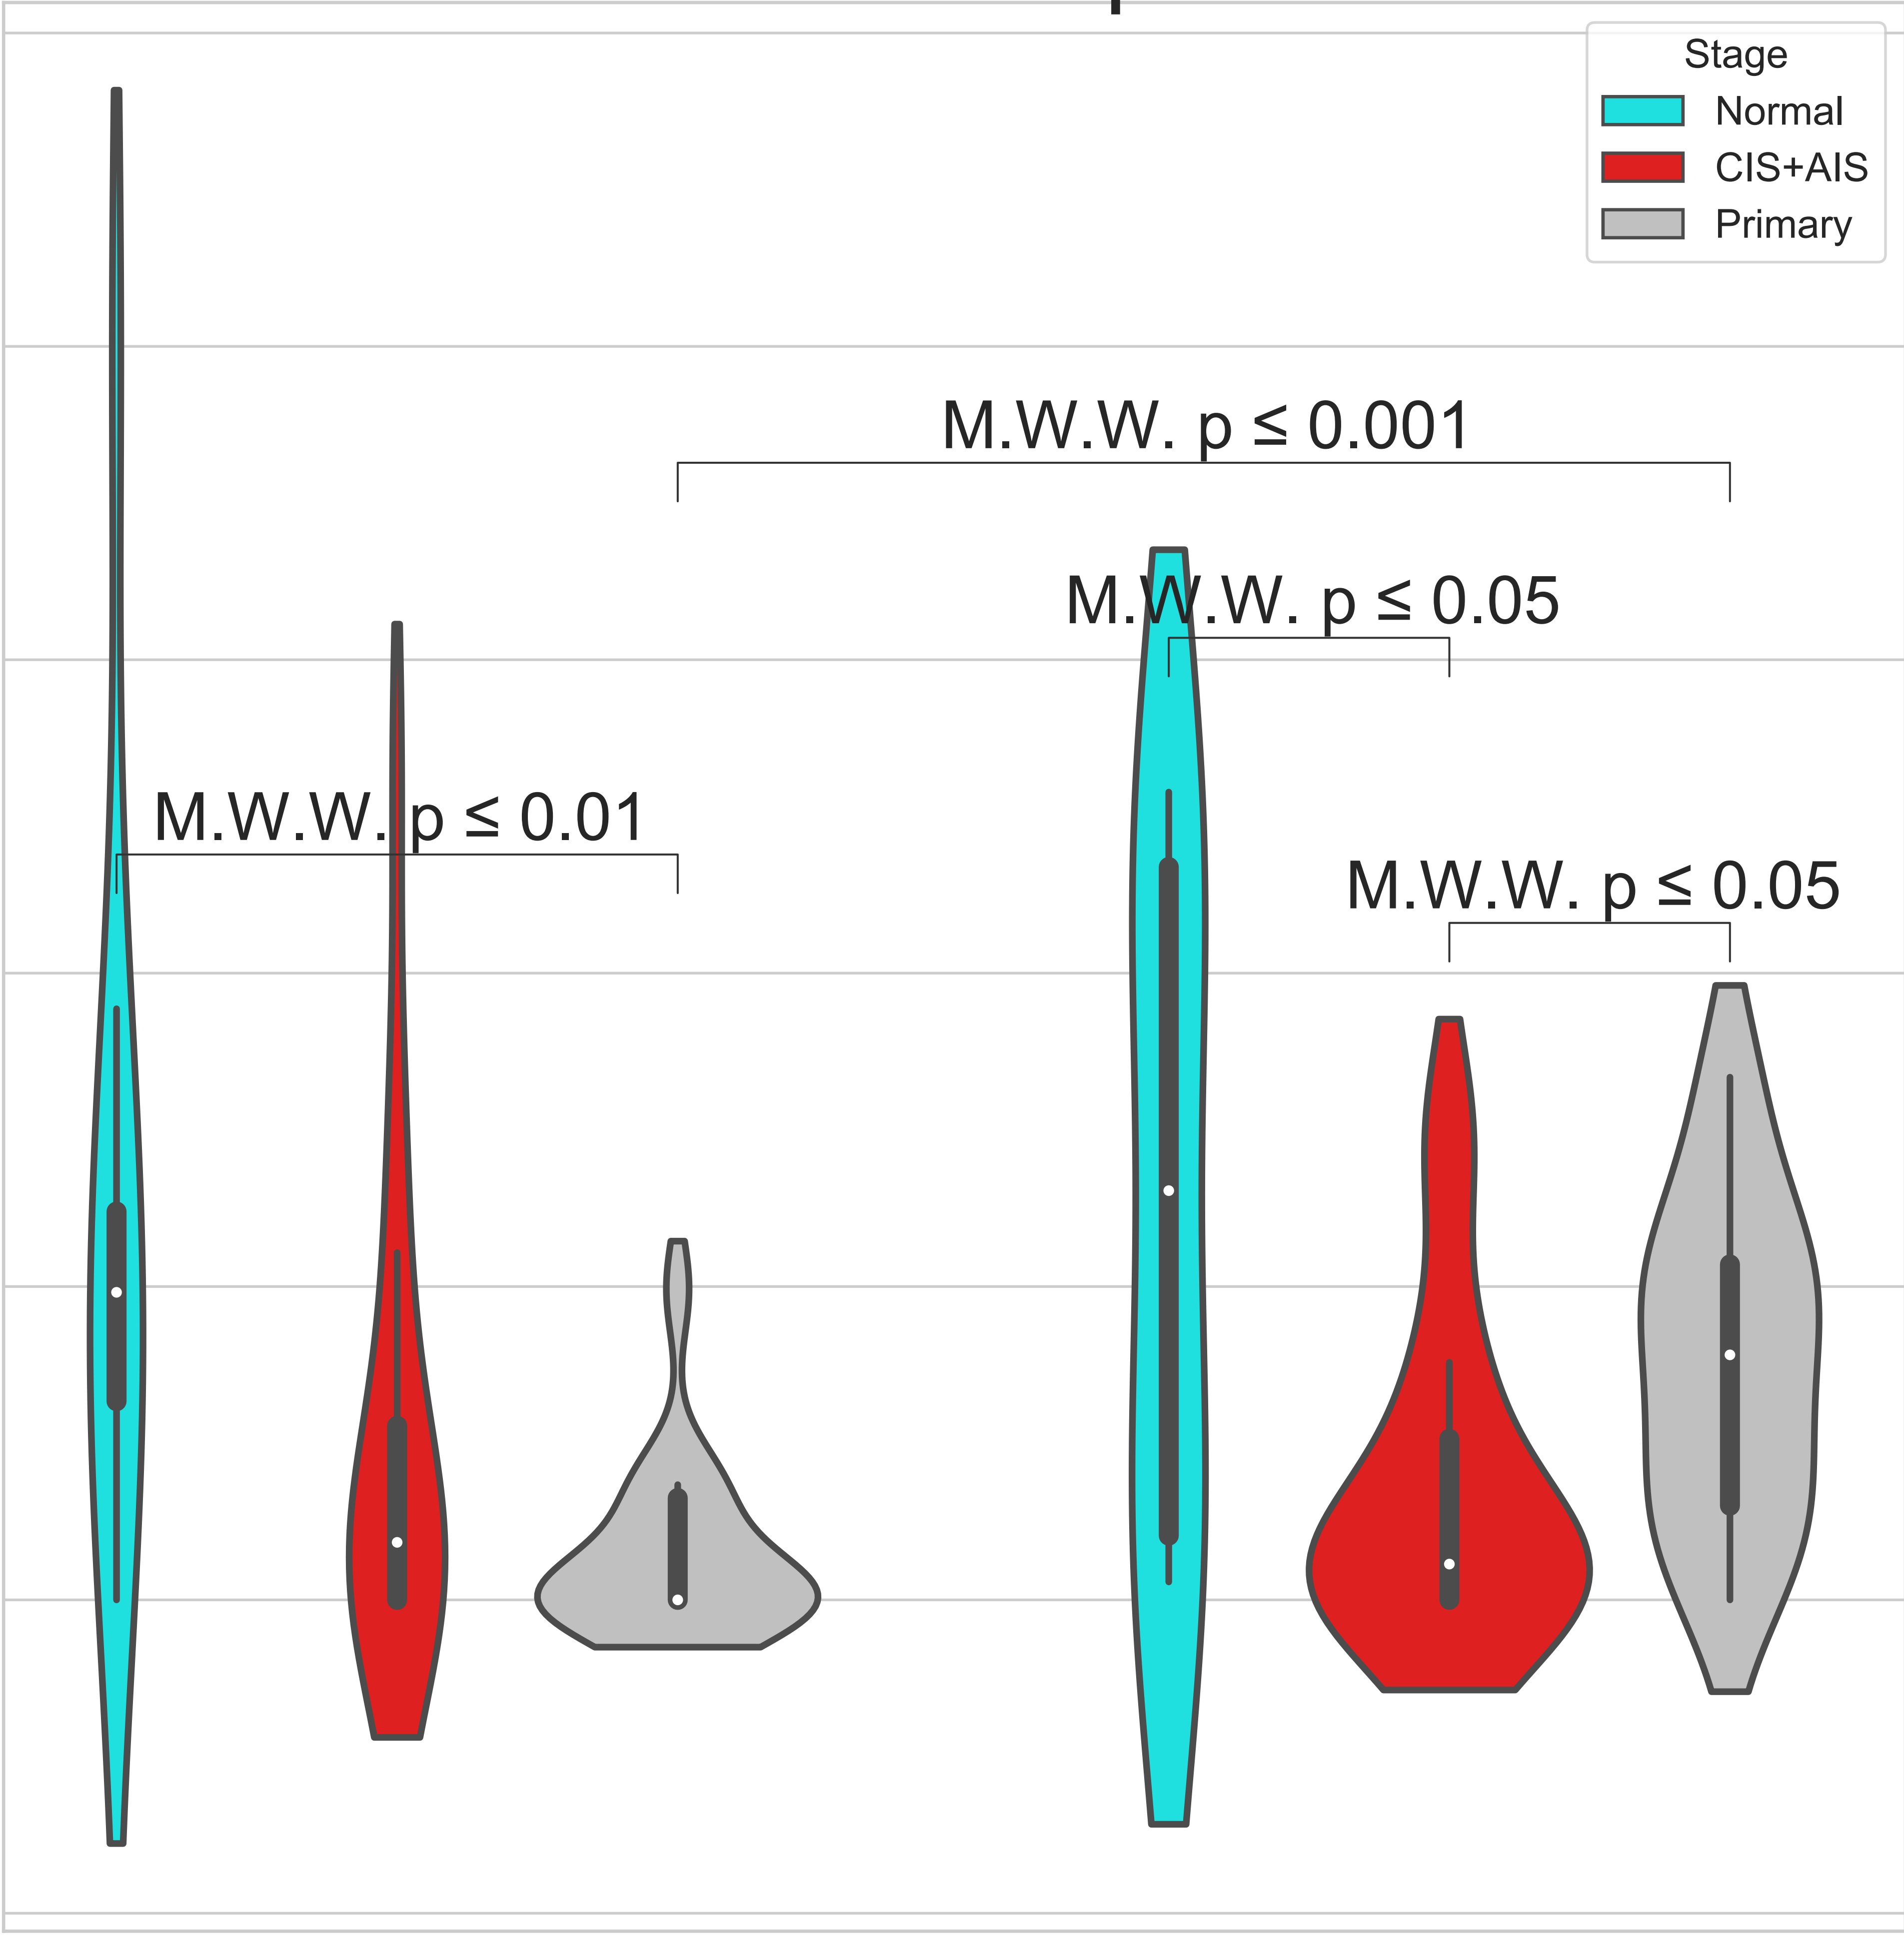 Stage
Normal
CIS+AIS
Primary
M.W.W. p ≤ 0.001
M.W.W. p ≤ 0.05
M.W.W. p ≤ 0.01
M.W.W. p ≤ 0.05